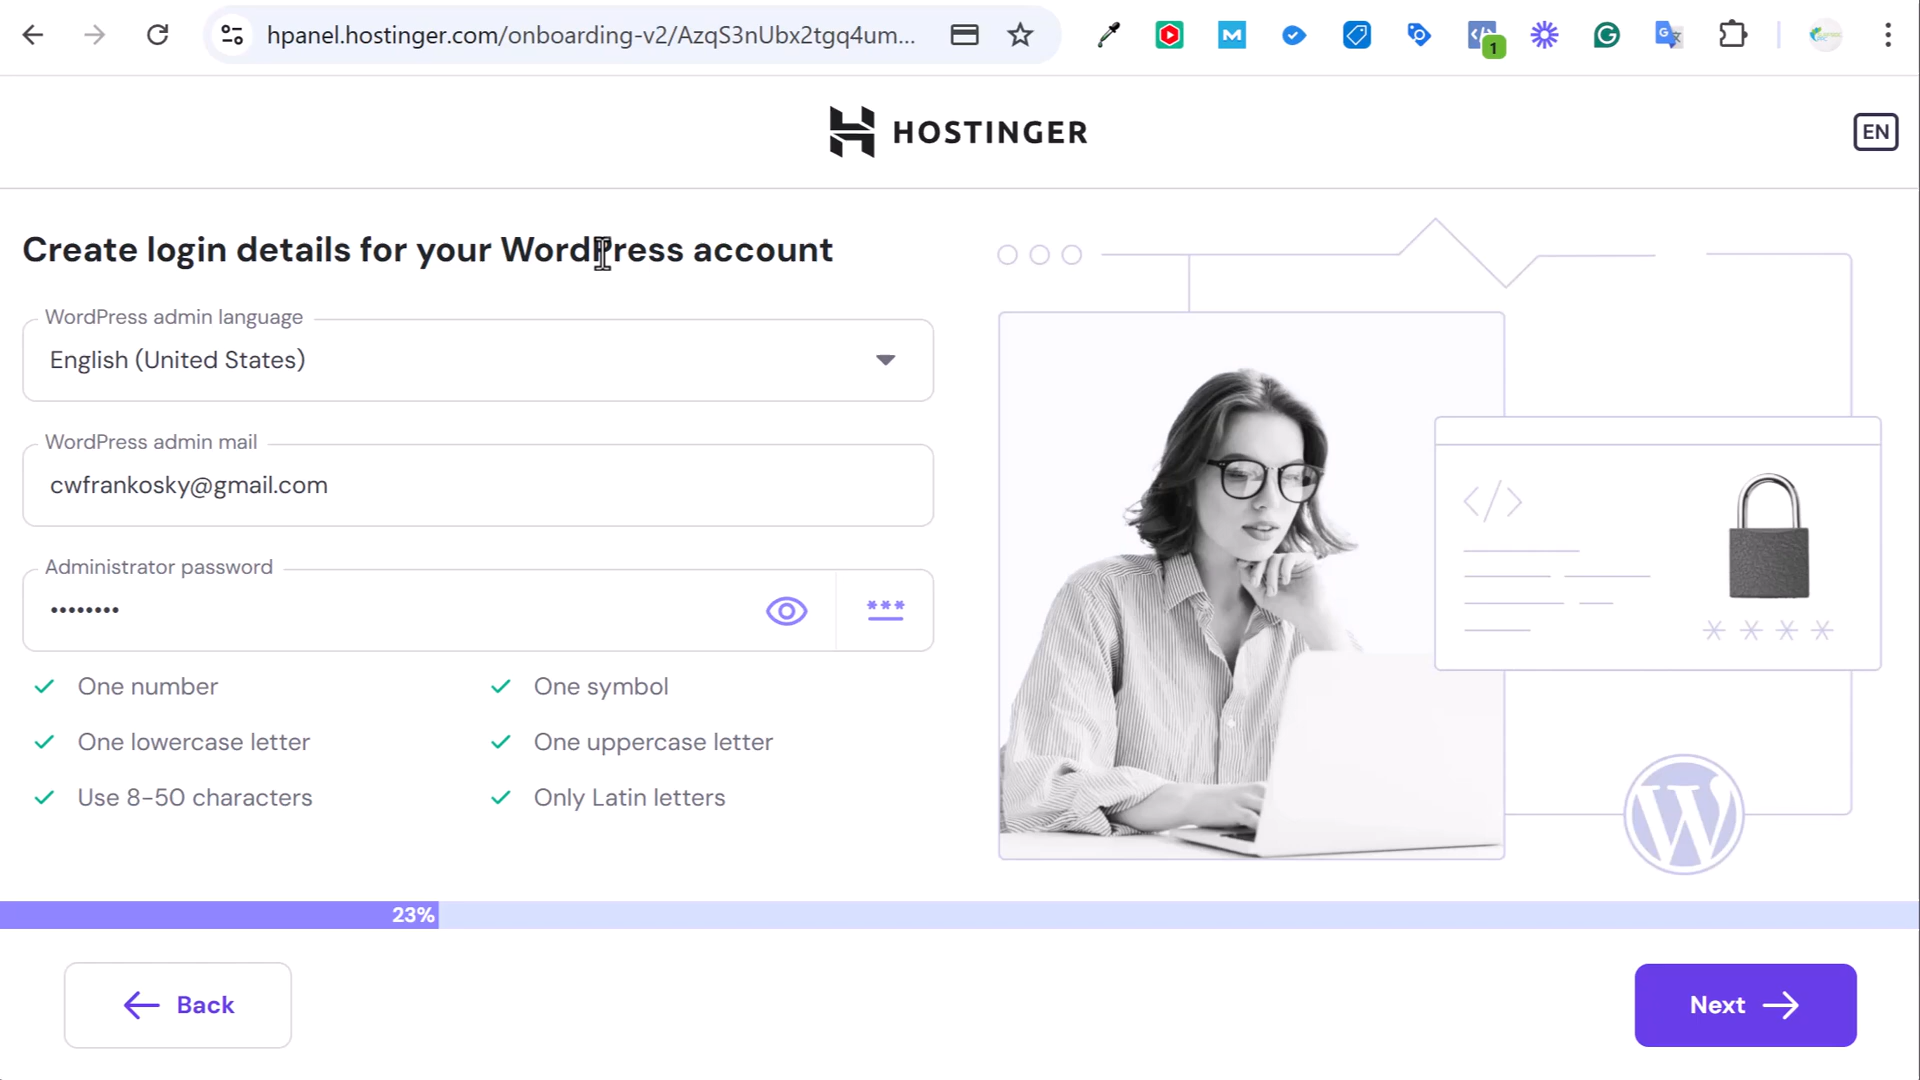 hpanel.hostinger.com/onboarding-v2/AzqS3nUbx2tgq4um...
1
HOSTINGER
EN
Create login details for your WordPress account
WordPress admin language
English (United States)
WordPress admin mail
cwfrankosky@gmail.com
Administrator password
••••••••
One number
One symbol
One lowercase letter
One uppercase letter
Use 8-50 characters
Only Latin letters
23%
Back
Next